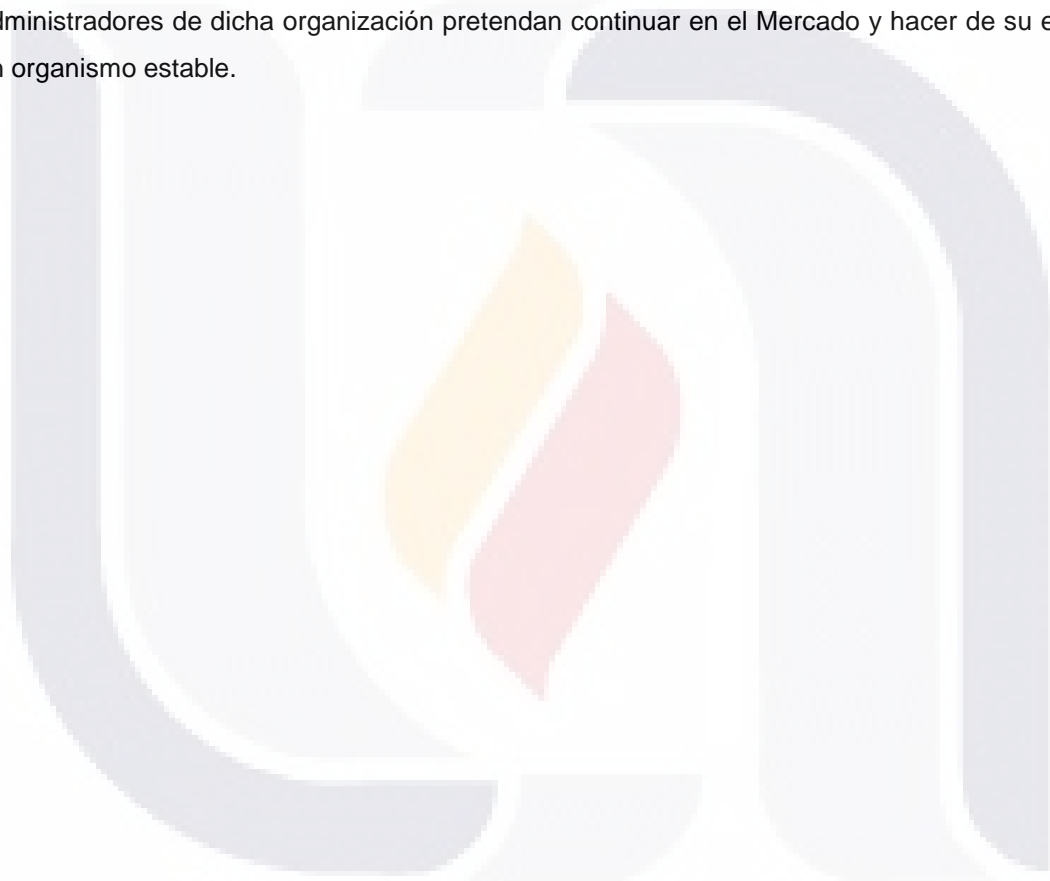 dministradores de dicha organización pretendan continuar en el Mercado y hacer de su e
n organismo estable.